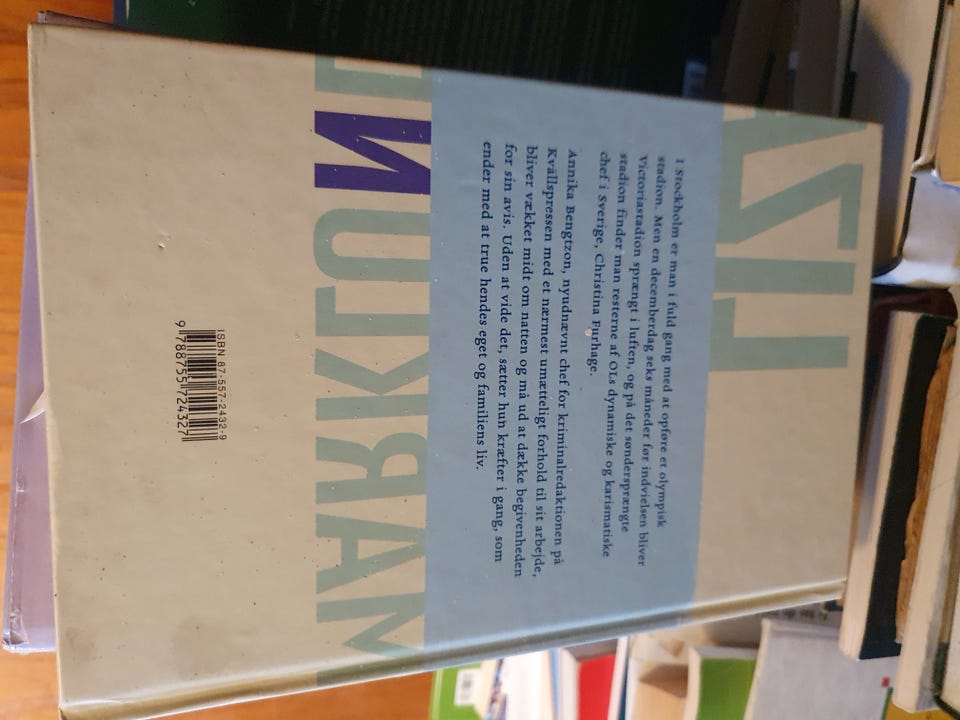 LIZA
I Stockholm er man i fuld gang med at opføre et olympisk
stadion. Men en decemberdag seks måneder før indvielsen bliver
Victoriastadion sprængt i luften, og på det søndersprængte
stadion finder man resterne af OLs dynamiske og karismatiske
chef i Sverige, Christina Furhage.
Annika Bengtzon, nyudnævnt chef for kriminalredaktionen på
Kvällspressen med et nærmest umætteligt forhold til sit arbejde,
bliver vækket midt om natten og må ud at dække begivenheden
for sin avis. Uden at vide det, sætter hun kræfter i gang, som
ender med at true hendes eget og familiens liv.
MARKLUND
ISBN 87-557-2432-9
9 788755 724327